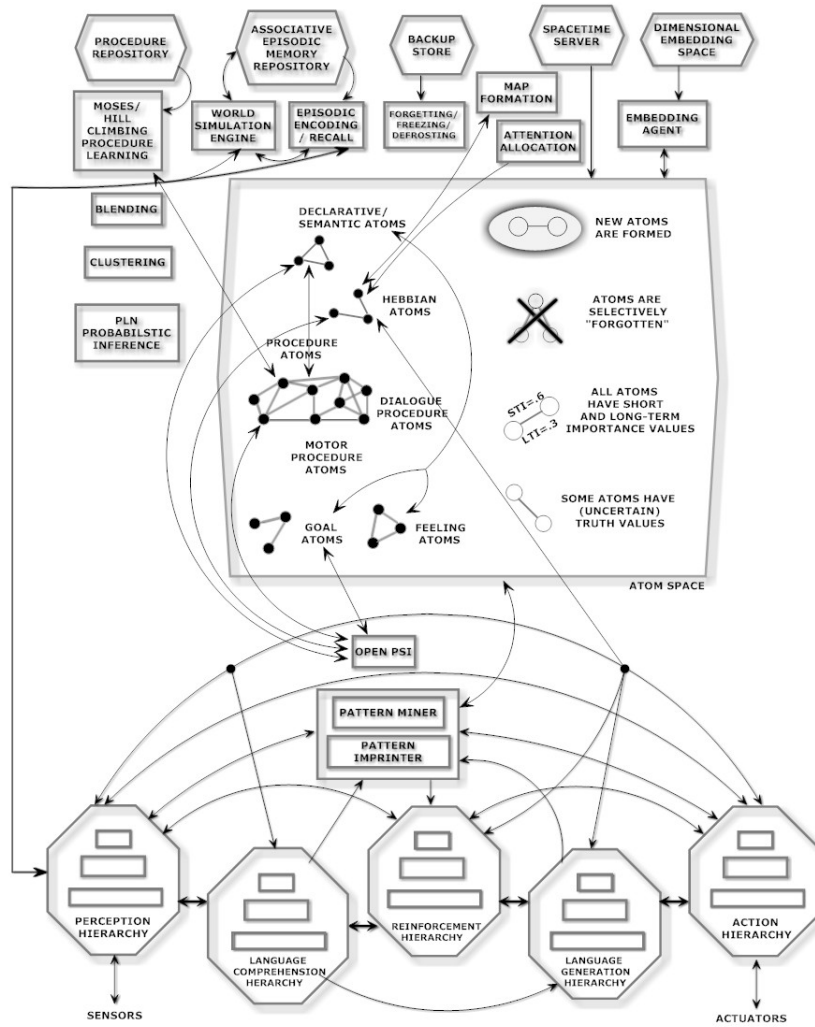 PROCEDURE
REPOSITORY
ASSOCIATIVE
EPISODIC
MEMORY
REPOSITORY
BACKUP
STORE
SPACETIME
SERVER
DIMENSIONAL
EMBEDDING
SPACE
MOSES/
HILL
CLIMBING
PROCEDURE
LEARNING
WORLD
SIMULATION
ENGINE
EPISODIC
ENCODING
/ RECALL
FORGETTING/
FREEZING/
DEFROSTING
MAP
FORMATION
ATTENTION
ALLOCATION
EMBEDDING
AGENT
BLENDING
CLUSTERING
PLN
PROBABILSTIC
INFERENCE
DECLARATIVE/
SEMANTIC ATOMS
HEBBIAN
ATOMS
PROCEDURE
ATOMS
DIALOGUE
PROCEDURE
ATOMS
MOTOR
PROCEDURE
ATOMS
GOAL
ATOMS
FEELING
ATOMS
NEW ATOMS
ARE FORMED
ATOMS ARE
SELECTIVELY
"FORGOTTEN"
STI=.6
LTI=.3
ALL ATOMS
HAVE SHORT
AND LONG-TERM
IMPORTANCE VALUES
SOME ATOMS HAVE
(UNCERTAIN)
TRUTH VALUES
ATOM SPACE
OPEN PSI
PATTERN MINER
PATTERN
IMPRINTER
PERCEPTION
HIERARCHY
LANGUAGE
COMPREHENSION
HERARCHY
REINFORCEMENT
HIERARCHY
LANGUAGE
GENERATION
HIERARCHY
ACTION
HIERARCHY
SENSORS
ACTUATORS